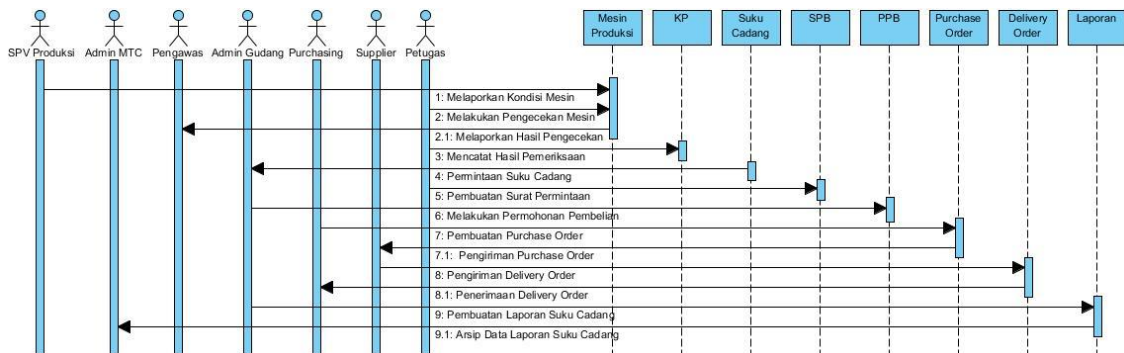 Mesin
Produksi
KP
Suku
Cadang
SPB
PPB
Purchase
Order
Delivery
Order
Laporan
SPV Produksi
Admin MTC
Pengawas
Admin Gudang
Purchasing
Supplier
Petugas
1: Melaporkan Kondisi Mesin
2: Melakukan Pengecekan Mesin
2.1: Melaporkan Hasil Pengecekan
3: Mencatat Hasil Pemeriksaan
4: Permintaan Suku Cadang
5: Pembuatan Surat Permintaan
6: Melakukan Permohonan Pembelian
7: Pembuatan Purchase Order
7.1: Pengiriman Purchase Order
8: Pengiriman Delivery Order
8.1: Penerimaan Delivery Order
9: Pembuatan Laporan Suku Cadang
9.1: Arsip Data Laporan Suku Cadang